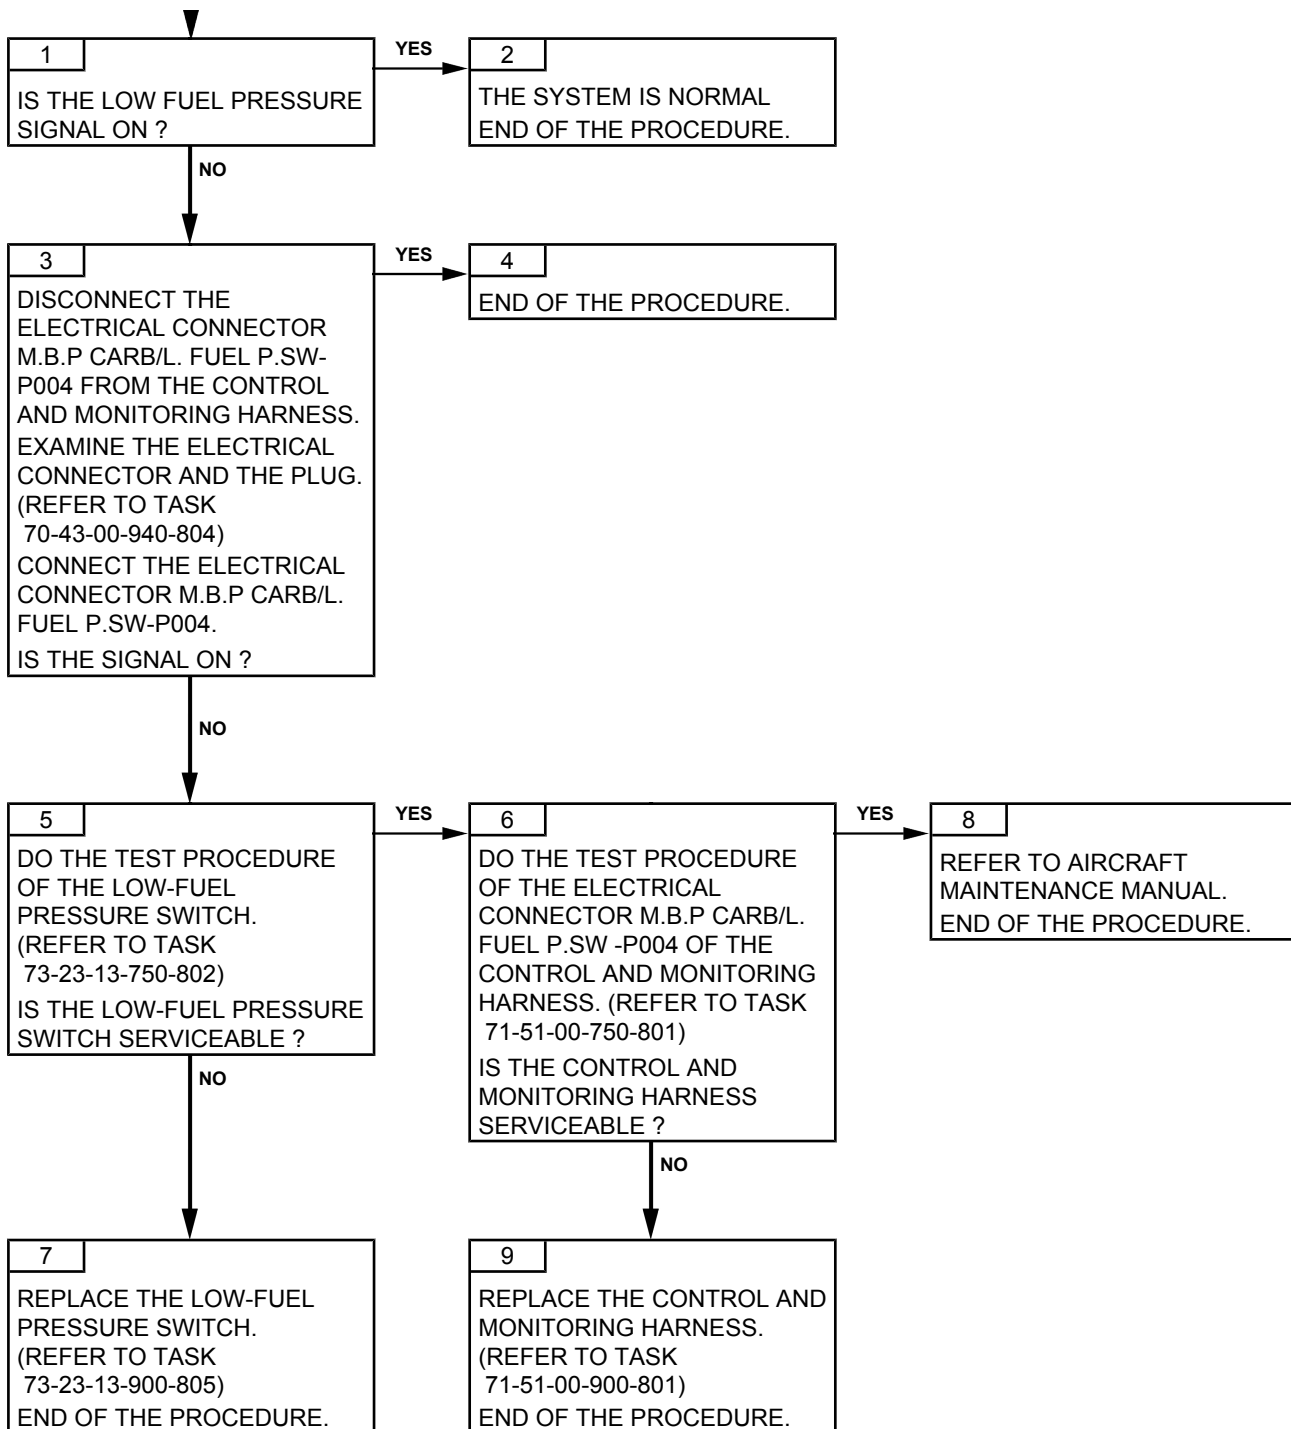 1
YES
2
IS THE LOW FUEL PRESSURE
SIGNAL ON ?
THE SYSTEM IS NORMAL
END OF THE PROCEDURE.
NO
3
YES
4
DISCONNECT THE
ELECTRICAL CONNECTOR
M.B.P CARB/L. FUEL P.SW-
P004 FROM THE CONTROL
AND MONITORING HARNESS.
EXAMINE THE ELECTRICAL
CONNECTOR AND THE PLUG.
(REFER TO TASK
70-43-00-940-804)
CONNECT THE ELECTRICAL
CONNECTOR M.B.P CARB/L.
FUEL P.SW-P004.
IS THE SIGNAL ON ?
END OF THE PROCEDURE.
NO
5
YES
6
YES
8
DO THE TEST PROCEDURE
OF THE LOW-FUEL
PRESSURE SWITCH.
(REFER TO TASK
73-23-13-750-802)
IS THE LOW-FUEL PRESSURE
SWITCH SERVICEABLE ?
DO THE TEST PROCEDURE
OF THE ELECTRICAL
CONNECTOR M.B.P CARB/L.
FUEL P.SW -P004 OF THE
CONTROL AND MONITORING
HARNESS. (REFER TO TASK
71-51-00-750-801)
IS THE CONTROL AND
MONITORING HARNESS
SERVICEABLE ?
REFER TO AIRCRAFT
MAINTENANCE MANUAL.
END OF THE PROCEDURE.
NO
NO
7
REPLACE THE LOW-FUEL
PRESSURE SWITCH.
(REFER TO TASK
73-23-13-900-805)
END OF THE PROCEDURE.
9
REPLACE THE CONTROL AND
MONITORING HARNESS.
(REFER TO TASK
71-51-00-900-801)
END OF THE PROCEDURE.